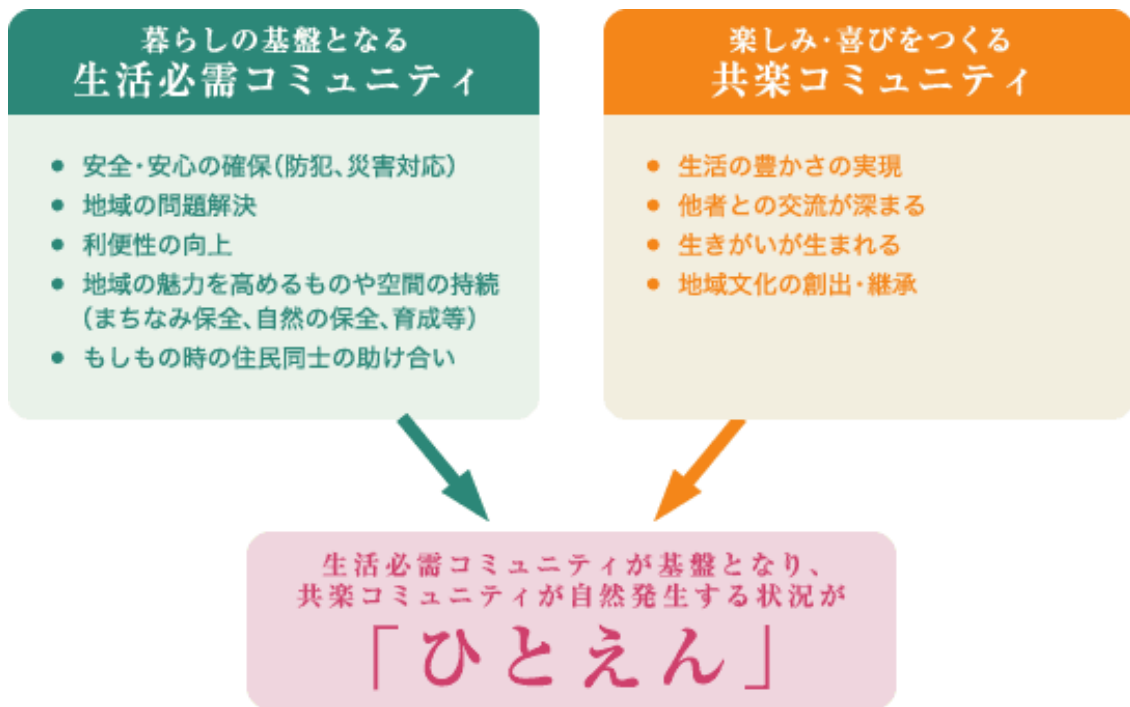 暮らしの基盤となる
生活必需コミュニティ
● 安全・安心の確保(防犯、災害対応)
● 地域の問題解決
● 利便性の向上
● 地域の魅力を高めるものや空間の持続
(まちなみ保全、自然の保全、育成等)
● もしもの時の住民同士の助け合い
楽しみ・喜びをつくる
共楽コミュニティ
● 生活の豊かさの実現
● 他者との交流が深まる
● 生きがいが生まれる
● 地域文化の創出・継承
生活必需コミュニティが基盤となり、
共楽コミュニティが自然発生する状況が
「ひとえん」